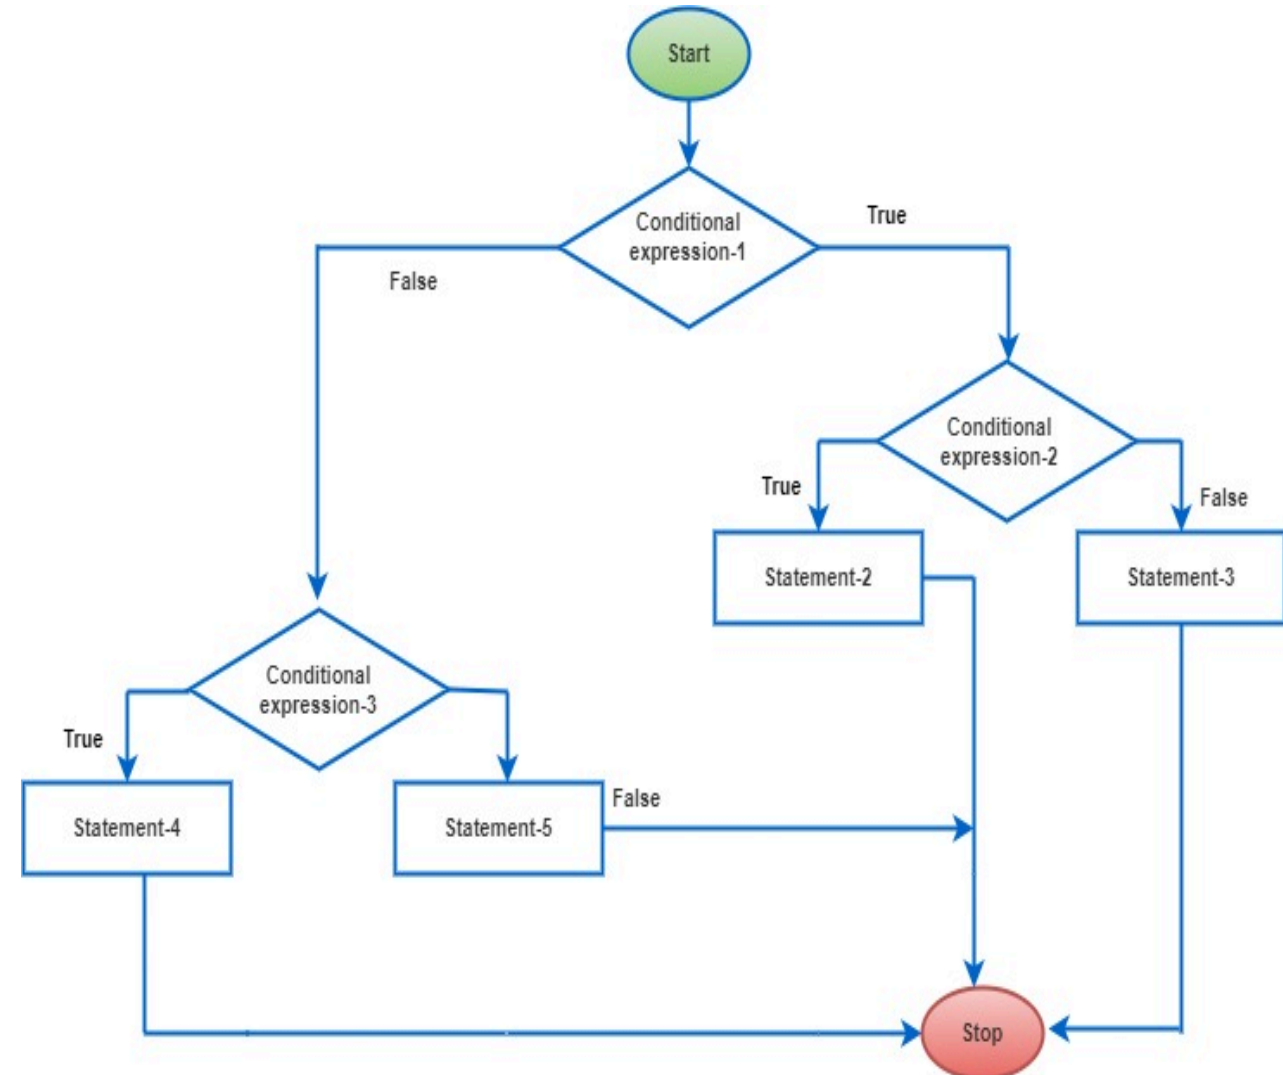 Start
Conditional
expression-1
True
False
Conditional
expression-2
True
False
Statement-2
Statement-3
Conditional
expression-3
True
Statement-4
Statement-5
False
Stop